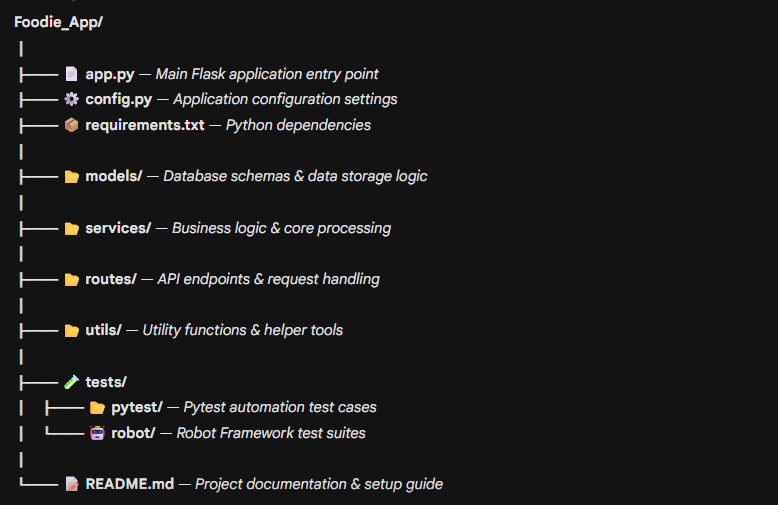 Foodie_App/
app.py — Main Flask application entry point
config.py — Application configuration settings
requirements.txt — Python dependencies
models/ — Database schemas & data storage logic
services/ — Business logic & core processing
routes/ — API endpoints & request handling
utils/ — Utility functions & helper tools
tests/
pytest/ — Pytest automation test cases
robot/ — Robot Framework test suites
README.md — Project documentation & setup guide